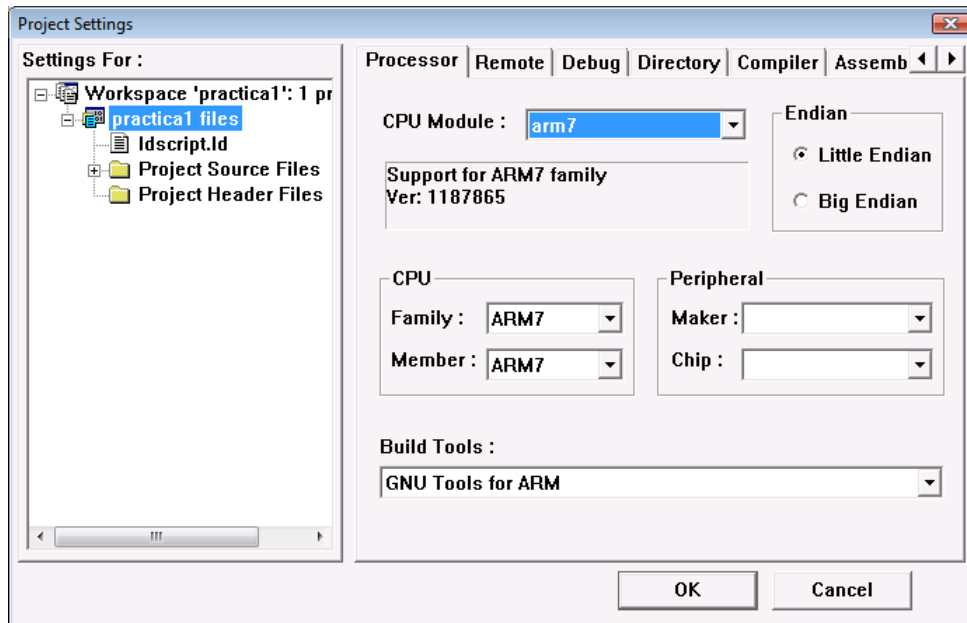 Project Settings
Settings For :
Workspace 'practica1': 1 pr
practica1 files
ldscript.ld
Project Source Files
Project Header Files
Processor Remote Debug Directory Compiler Assemb
CPU Module : arm7
Support for ARM7 family
Ver: 1187865
Endian
Little Endian
Big Endian
CPU
Family : ARM7
Member : ARM7
Peripheral
Maker :
Chip :
Build Tools :
GNU Tools for ARM
OK Cancel